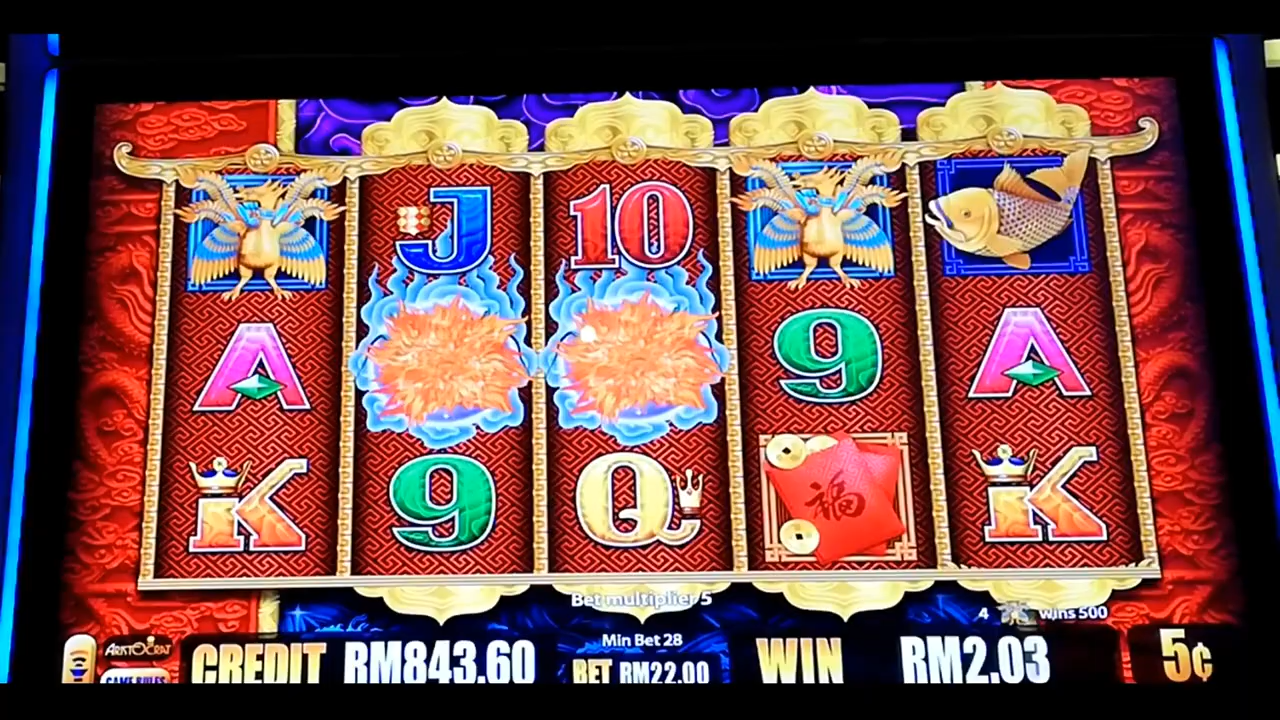 J 10
A 9 A
K 9 Q 福 K
Bet multiplier 5
4 wins 500
Min Bet 28
ARISTOCRAT
GAME RULES
CREDIT RM843.60
BET RM22.00
WIN RM2.03
5¢